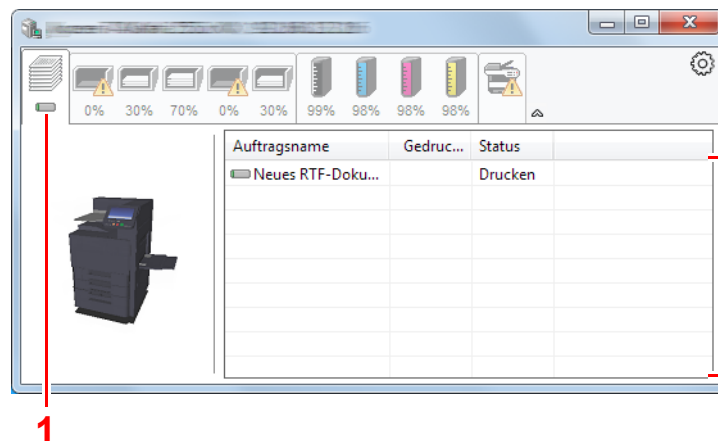 0% 30% 70% 0% 30% 99% 98% 98% 98%
Auftragsname Gedruc... Status
Neues RTF-Doku... Drucken
1